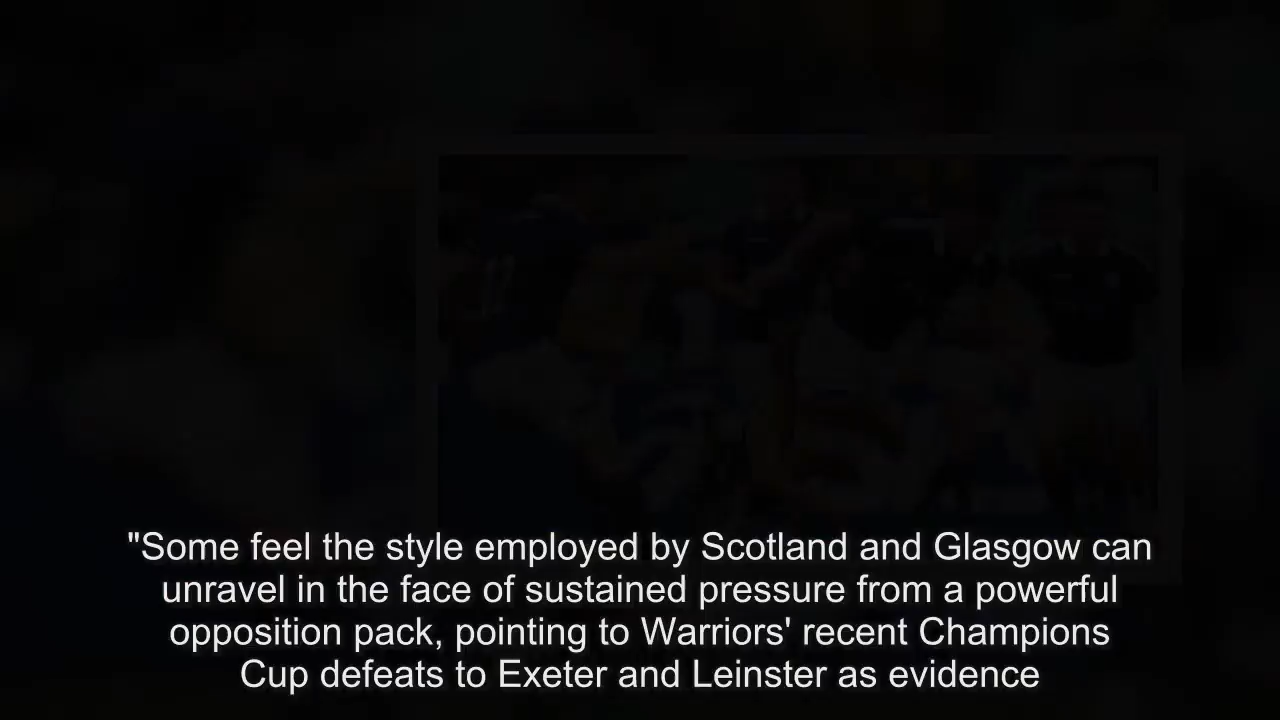 "Some feel the style employed by Scotland and Glasgow can
unravel in the face of sustained pressure from a powerful
opposition pack, pointing to Warriors' recent Champions
Cup defeats to Exeter and Leinster as evidence